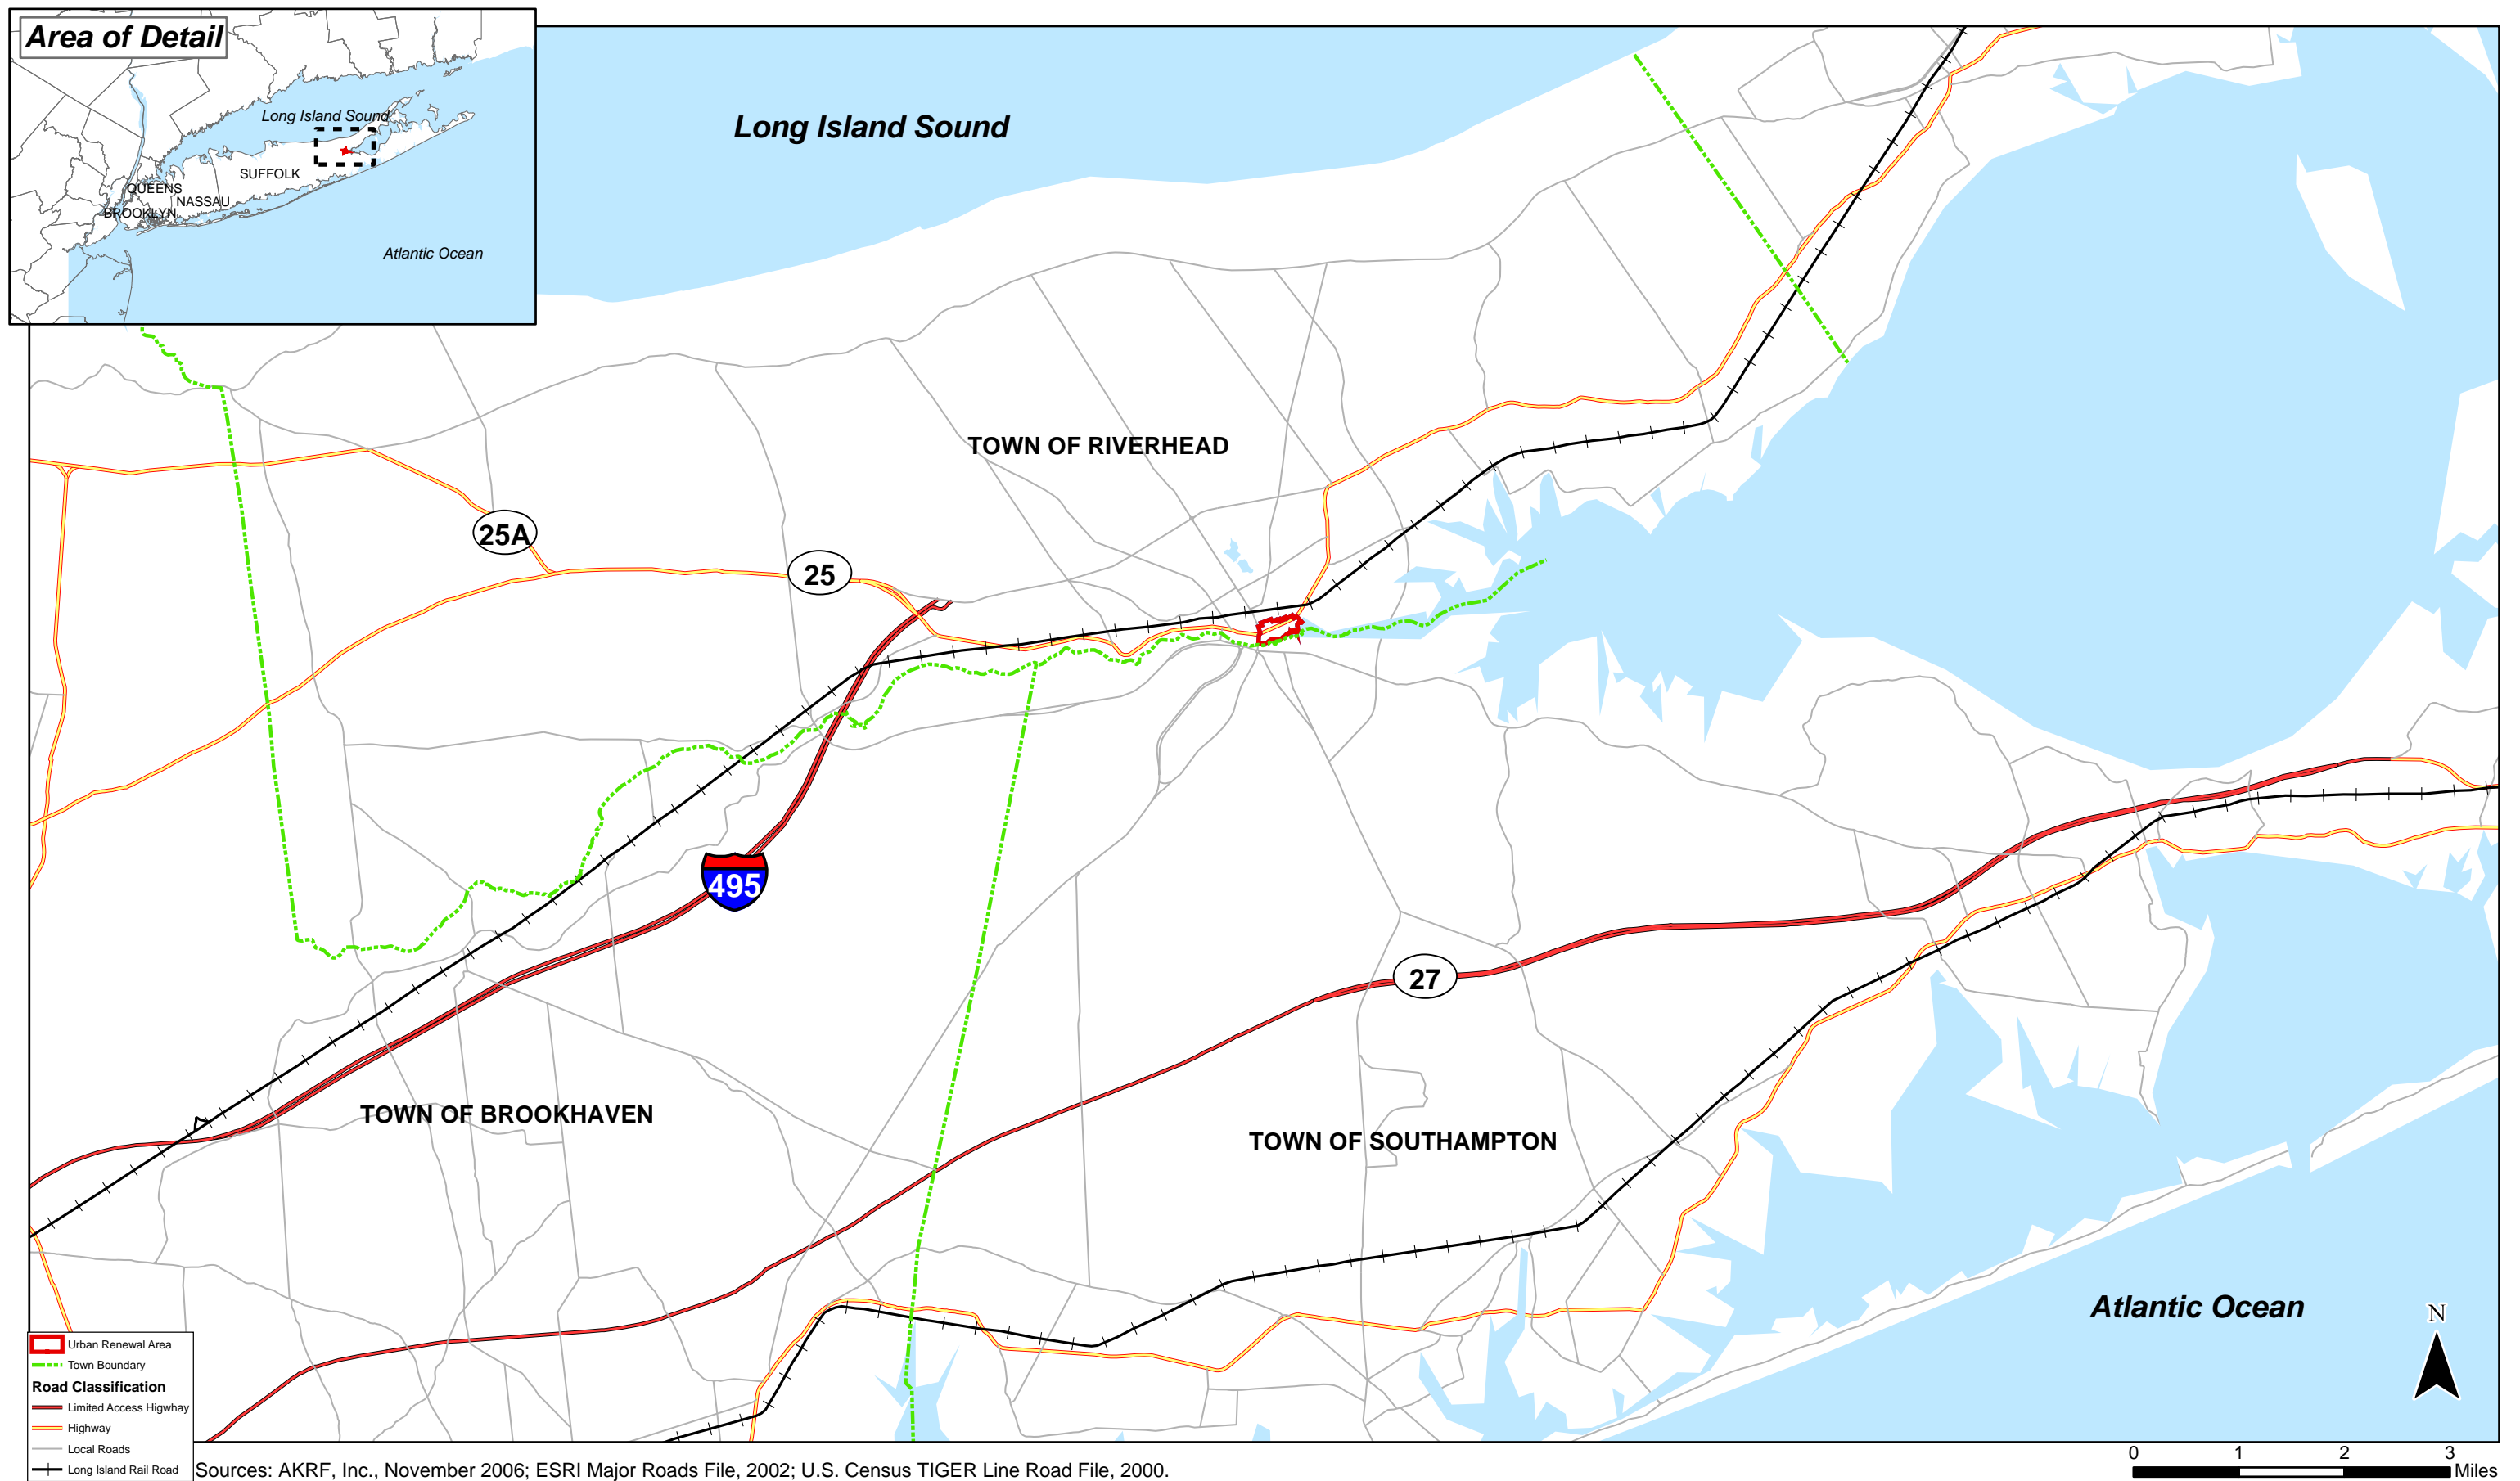 Area of Detail
Long Island Sound
SUFFOLK
QUEENS
NASSAU
BROOKLYN
Atlantic Ocean
Long Island Sound
TOWN OF RIVERHEAD
25A
25
495
27
TOWN OF BROOKHAVEN
TOWN OF SOUTHAMPTON
Atlantic Ocean
N
Urban Renewal Area
Town Boundary
Road Classification
Limited Access Higwhay
Highway
Local Roads
Long Island Rail Road
0 1 2 3
Miles
Sources: AKRF, Inc., November 2006; ESRI Major Roads File, 2002; U.S. Census TIGER Line Road File, 2000.